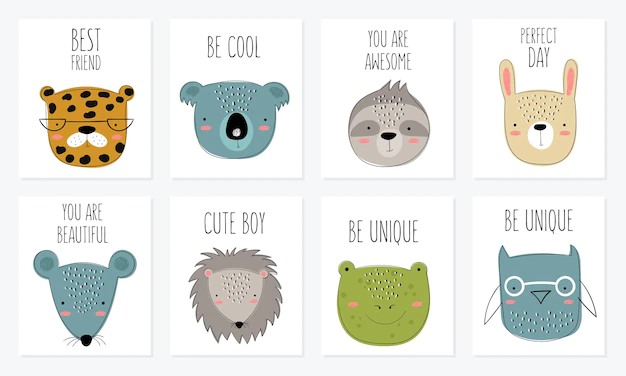 BEST
FRIEND
BE COOL
YOU ARE
AWESOME
PERFECT
DAY
YOU ARE
BEAUTIFUL
CUTE BOY
BE UNIQUE
BE UNIQUE